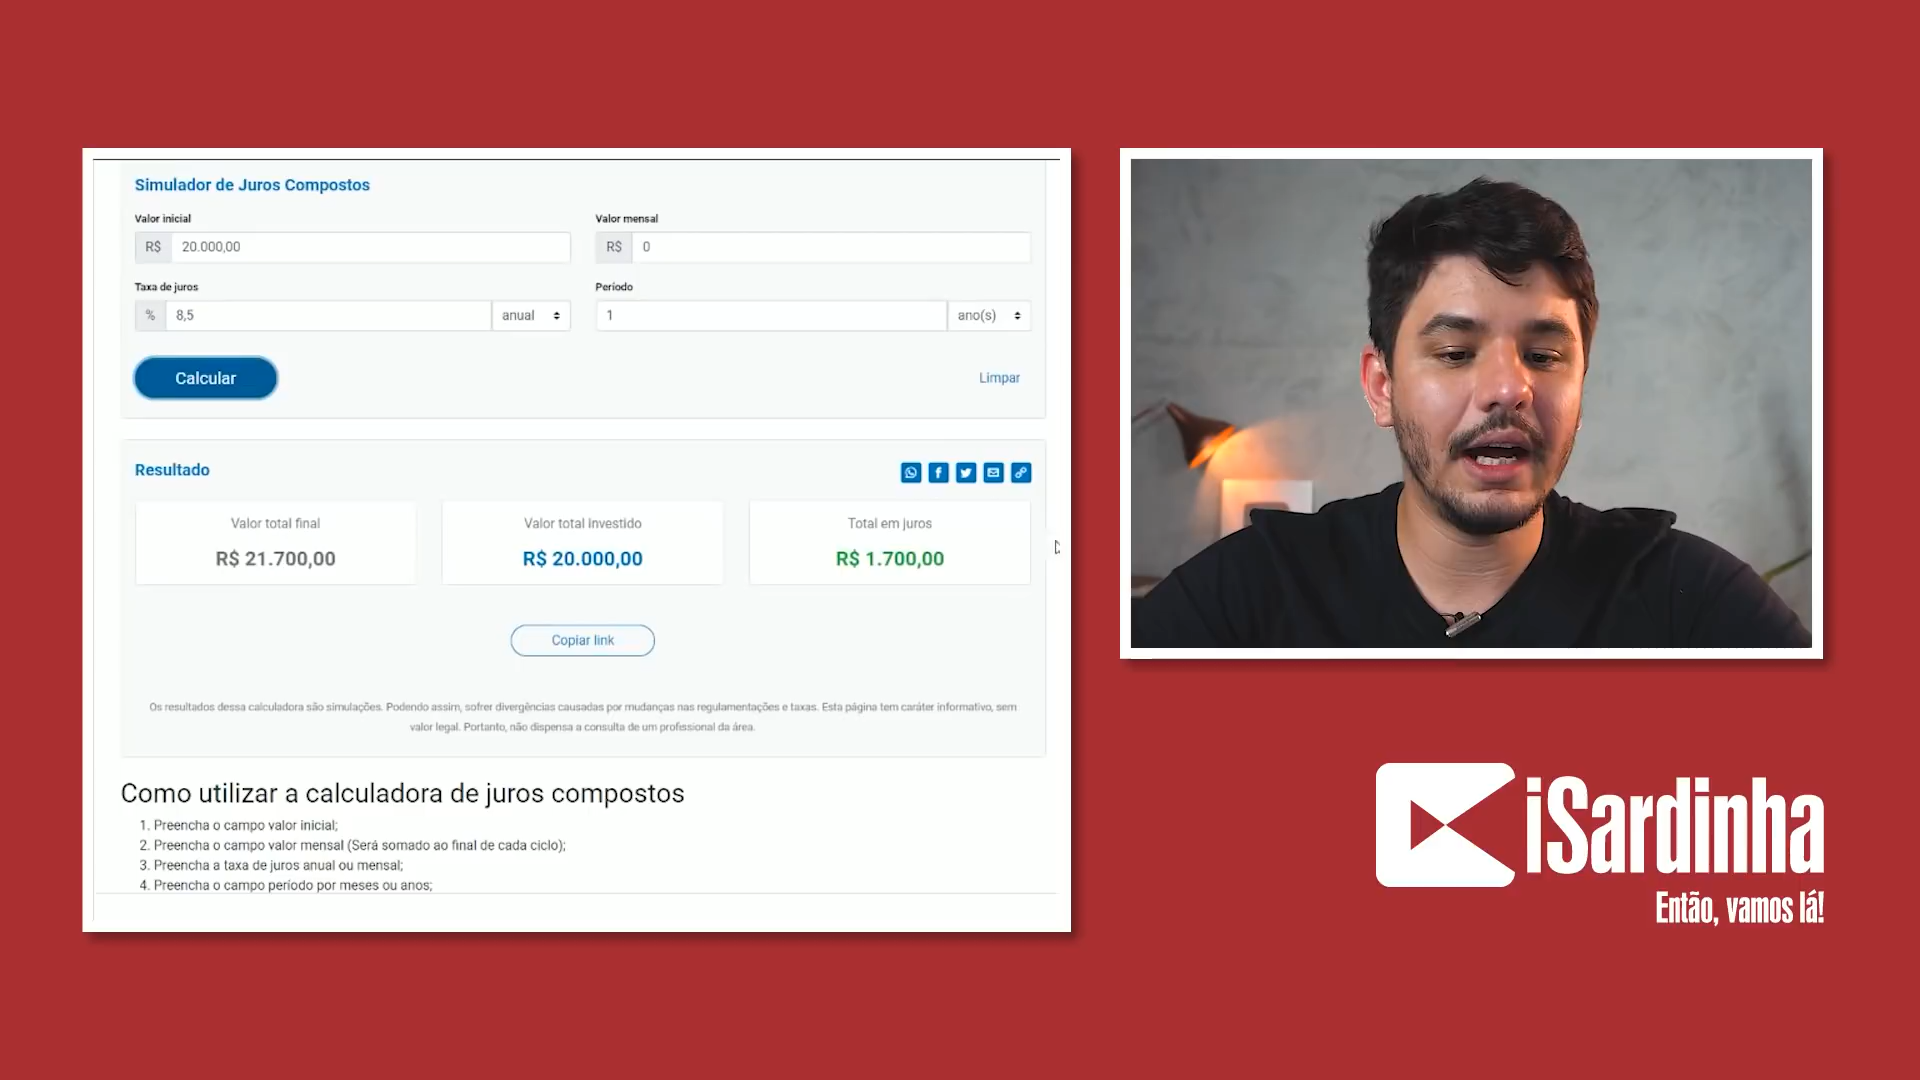 Simulador de Juros Compostos
Valor inicial
R$ 20.000,00
Valor mensal
R$ 0
Taxa de juros
% 8,5 anual
Período
1 ano(s)
Calcular
Limpar
Resultado
Valor total final
R$ 21.700,00
Valor total investido
R$ 20.000,00
Total em juros
R$ 1.700,00
Copiar link
Os resultados dessa calculadora são simulações. Podendo assim, sofrer divergências causadas por mudanças nas regulamentações e taxas. Esta página tem caráter informativo, sem
valor legal. Portanto, não dispensa a consulta de um profissional da área.
Como utilizar a calculadora de juros compostos
1. Preencha o campo valor inicial;
2. Preencha o campo valor mensal (Será somado ao final de cada ciclo);
3. Preencha a taxa de juros anual ou mensal;
4. Preencha o campo período por meses ou anos;
iSardinha
Então, vamos lá!